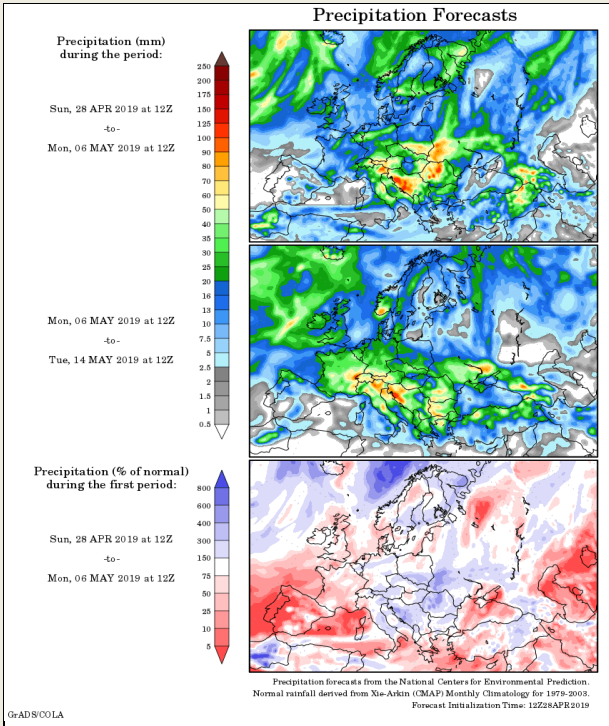 Precipitation Forecasts
Precipitation (mm)
during the period:
Sun, 28 APR 2019 at 12Z
-to-
Mon, 06 MAY 2019 at 12Z
250
200
175
150
125
100
90
80
70
60
50
40
35
30
25
20
16
13
10
7.5
5
2.5
2
1.5
1
0.5
Mon, 06 MAY 2019 at 12Z
-to-
Tue, 14 MAY 2019 at 12Z
Precipitation (% of normal)
during the first period:
Sun, 28 APR 2019 at 12Z
-to-
Mon, 06 MAY 2019 at 12Z
800
600
400
300
150
75
50
25
10
5
Precipitation forecasts from the National Centers for Environmental Prediction.
Normal rainfall derived from Xie-Arkin (CMAP) Monthly Climatology for 1979-2003.
Forecast Initialization Time: 12Z28APR2019
GrADS/COLA